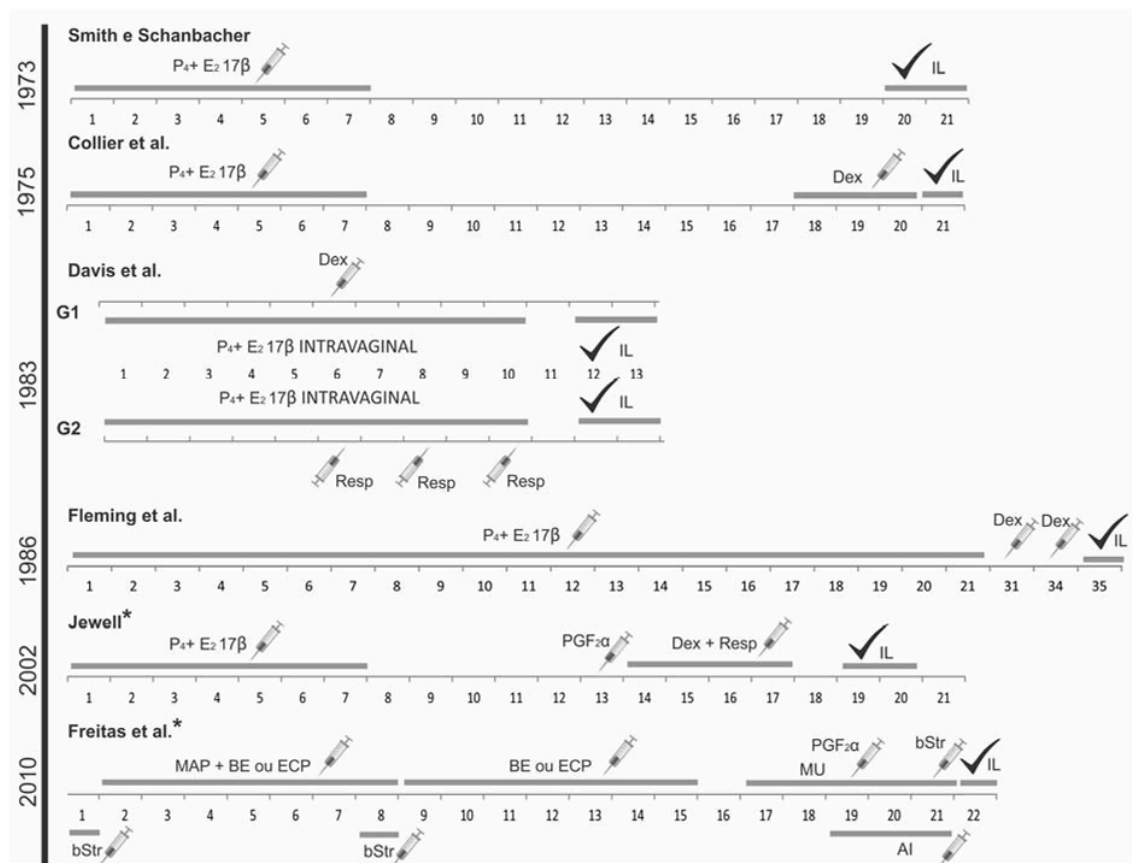 Smith e Schanbacher
P₄+ E₂ 17β
IL
1973
1 2 3 4 5 6 7 8 9 10 11 12 13 14 15 16 17 18 19 20 21
Collier et al.
P₄+ E₂ 17β
Dex
IL
1975
1 2 3 4 5 6 7 8 9 10 11 12 13 14 15 16 17 18 19 20 21
Davis et al.
Dex
G1
P₄+ E₂ 17β INTRAVAGINAL
IL
1983
1 2 3 4 5 6 7 8 9 10 11 12 13
P₄+ E₂ 17β INTRAVAGINAL
IL
G2
Resp Resp Resp
Fleming et al.
P₄+ E₂ 17β
Dex Dex
IL
1986
1 2 3 4 5 6 7 8 9 10 11 12 13 14 15 16 17 18 19 20 21 31 34 35
Jewell*
P₄+ E₂ 17β
PGF₂α
Dex + Resp
IL
2002
1 2 3 4 5 6 7 8 9 10 11 12 13 14 15 16 17 18 19 20 21
Freitas et al.*
MAP + BE ou ECP
BE ou ECP
PGF₂α
MU
bStr
IL
2010
1 2 3 4 5 6 7 8 9 10 11 12 13 14 15 16 17 18 19 20 21 22
bStr
bStr
AI